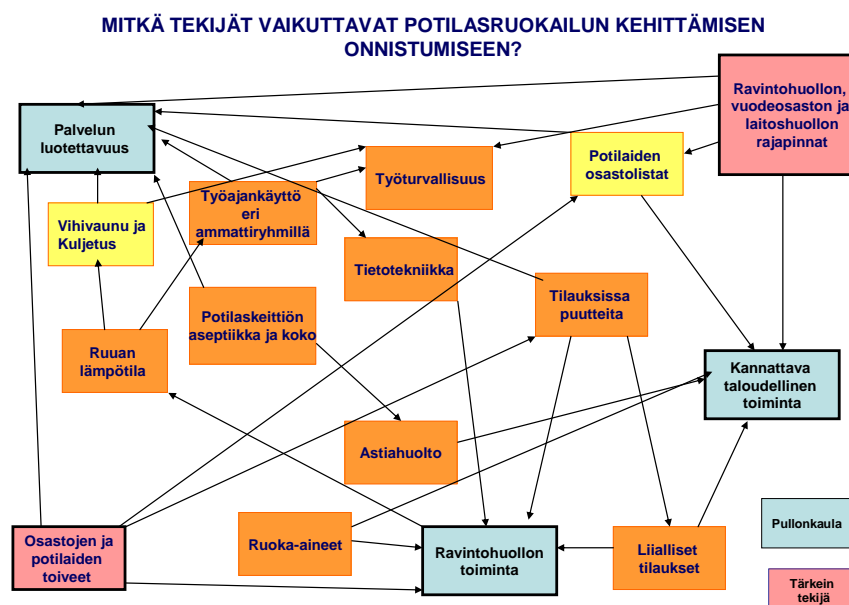 MITKÄ TEKIJÄT VAIKUTTAVAT POTILASRUOKAILUN KEHITTÄMISEN
ONNISTUMISEEN?
Ravintohuollon,
vuodeosaston ja
laitoshuollon
rajapinnat
Palvelun
luotettavuus
Potilaiden
osastolistat
Työturvallisuus
Työajankäyttö
eri
ammattiryhmillä
Vihivaunu ja
Kuljetus
Tietotekniikka
Tilauksissa
puutteita
Potilaskeittiön
aseptiikka ja koko
Ruuan
lämpötila
Kannattava
taloudellinen
toiminta
Astiahuolto
Pullonkaula
Osastojen ja
potilaiden
toiveet
Ruoka-aineet
Ravintohuollon
toiminta
Liialliset
tilaukset
Tärkein
tekijä